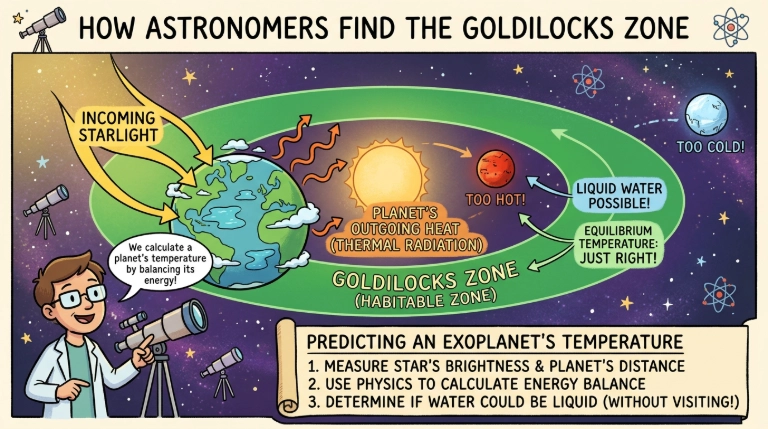 HOW ASTRONOMERS FIND THE GOLDILOCKS ZONE
INCOMING
STARLIGHT
TOO COLD!
TOO HOT!
LIQUID WATER
POSSIBLE!
PLANET'S
OUTGOING HEAT
(THERMAL RADIATION)
EQUILIBRIUM
TEMPERATURE:
JUST RIGHT!
We calculate a
planet's temperature
by balancing its
energy!
GOLDILOCKS ZONE
(HABITABLE ZONE)
PREDICTING AN EXOPLANET'S TEMPERATURE
1. MEASURE STAR'S BRIGHTNESS & PLANET'S DISTANCE
2. USE PHYSICS TO CALCULATE ENERGY BALANCE
3. DETERMINE IF WATER COULD BE LIQUID (WITHOUT VISITING!)